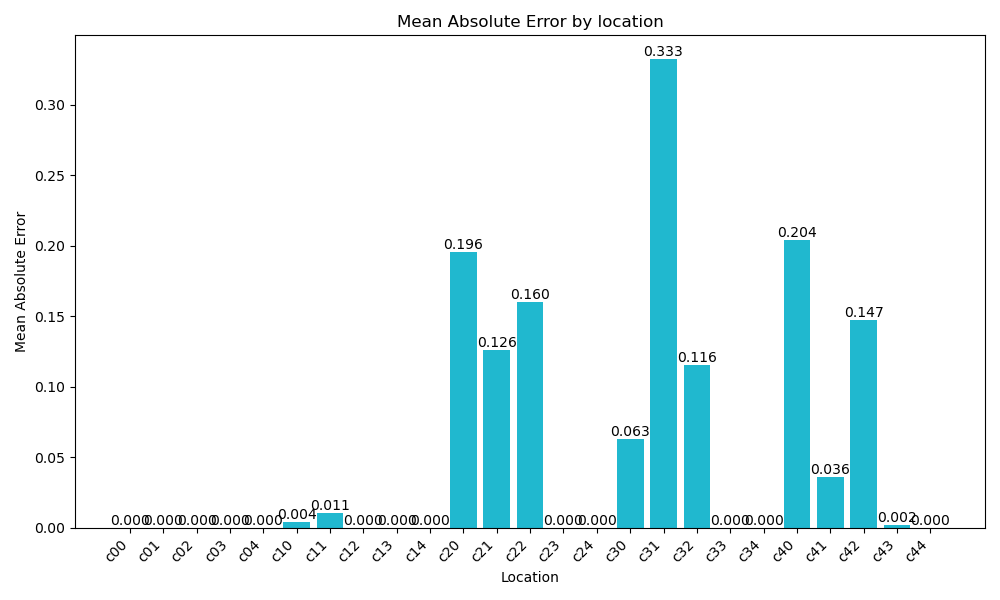 Mean Absolute Error by location
Mean Absolute Error
0.30
0.25
0.20
0.15
0.10
0.05
0.00
0.000
0.000
0.000
0.000
0.000
0.004
0.011
0.000
0.000
0.000
0.196
0.126
0.160
0.000
0.000
0.063
0.333
0.116
0.000
0.000
0.204
0.036
0.147
0.002
0.000
c00
c01
c02
c03
c04
c10
c11
c12
c13
c14
c20
c21
c22
c23
c24
c30
c31
c32
c33
c34
c40
c41
c42
c43
c44
Location